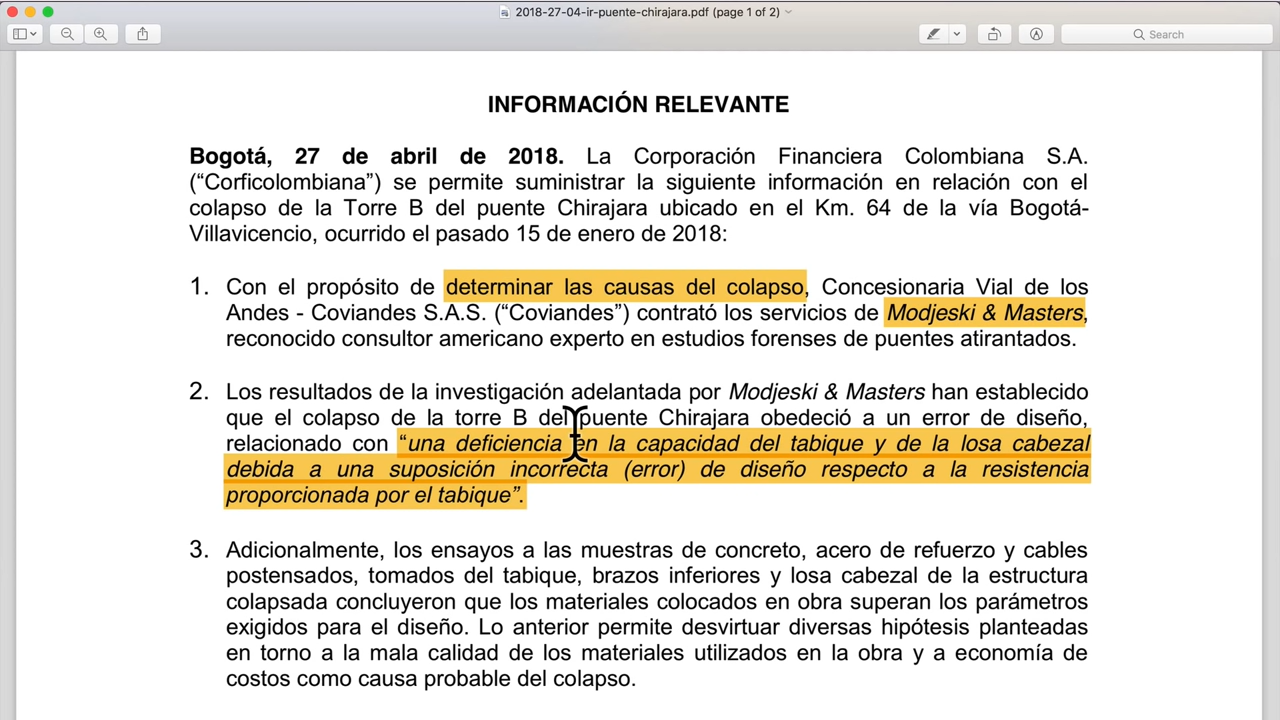 2018-27-04-ir-puente-chirajara.pdf (page 1 of 2)
Search
INFORMACIÓN RELEVANTE
Bogotá, 27 de abril de 2018. La Corporación Financiera Colombiana S.A.
(“Corficolombiana”) se permite suministrar la siguiente información en relación con el
colapso de la Torre B del puente Chirajara ubicado en el Km. 64 de la vía Bogotá-
Villavicencio, ocurrido el pasado 15 de enero de 2018:
1. Con el propósito de determinar las causas del colapso, Concesionaria Vial de los
Andes - Coviandes S.A.S. (“Coviandes”) contrató los servicios de Modjeski & Masters,
reconocido consultor americano experto en estudios forenses de puentes atirantados.
2. Los resultados de la investigación adelantada por Modjeski & Masters han establecido
que el colapso de la torre B del puente Chirajara obedeció a un error de diseño,
relacionado con “una deficiencia en la capacidad del tabique y de la losa cabezal
debida a una suposición incorrecta (error) de diseño respecto a la resistencia
proporcionada por el tabique”.
3. Adicionalmente, los ensayos a las muestras de concreto, acero de refuerzo y cables
postensados, tomados del tabique, brazos inferiores y losa cabezal de la estructura
colapsada concluyeron que los materiales colocados en obra superan los parámetros
exigidos para el diseño. Lo anterior permite desvirtuar diversas hipótesis planteadas
en torno a la mala calidad de los materiales utilizados en la obra y a economía de
costos como causa probable del colapso.